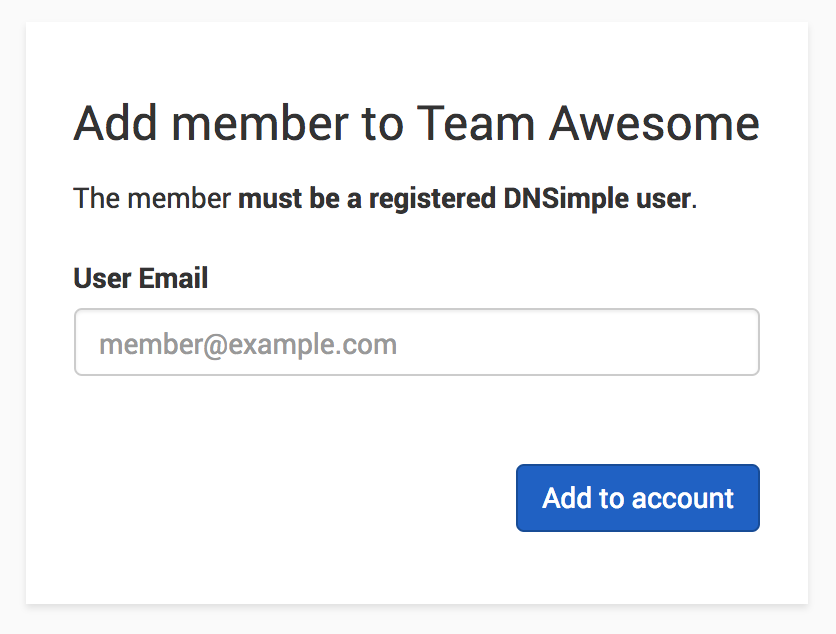 Add member to Team Awesome
The member must be a registered DNSimple user.
User Email
member@example.com
Add to account